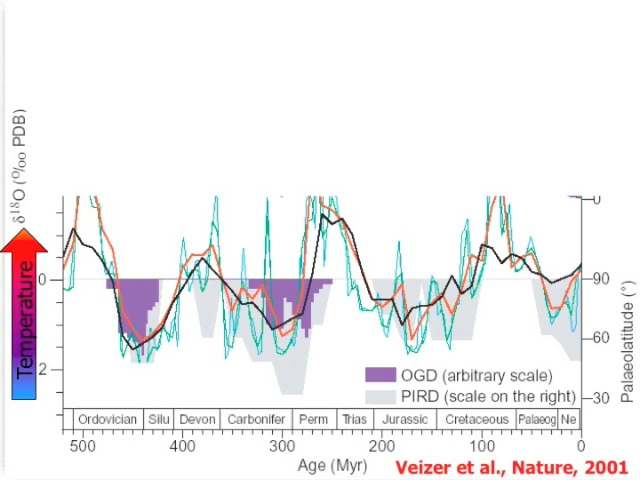 δ¹⁸O (‰ PDB)
Temperature
0
2
0
90
60
30
Palaeolatitude (°)
OGD (arbitrary scale)
PIRD (scale on the right)
Ordovician Silu Devon Carbonifer Perm Trias Jurassic Cretaceous Palaeog Ne
500 400 300 200 100 0
Age (Myr)
Veizer et al., Nature, 2001